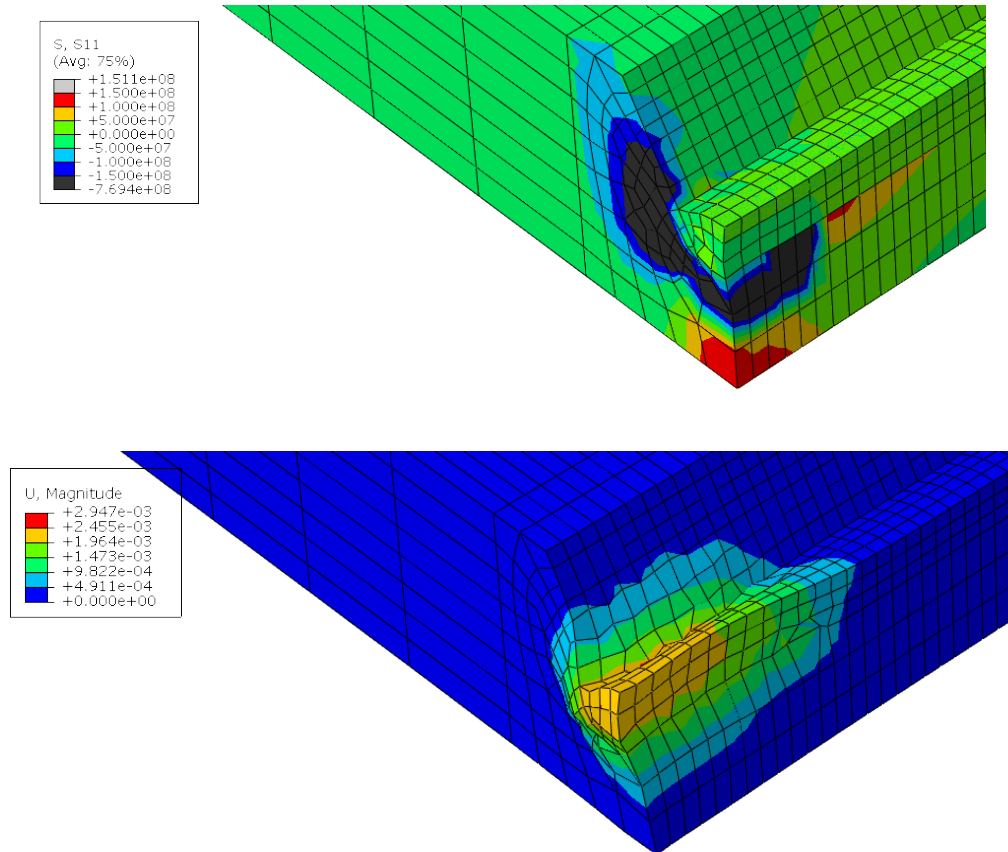 S, S11
(Avg: 75%)
+1.511e+08
+1.500e+08
+1.000e+08
+5.000e+07
+0.000e+00
-5.000e+07
-1.000e+08
-1.500e+08
-7.694e+08
U, Magnitude
+2.947e-03
+2.455e-03
+1.964e-03
+1.473e-03
+9.822e-04
+4.911e-04
+0.000e+00